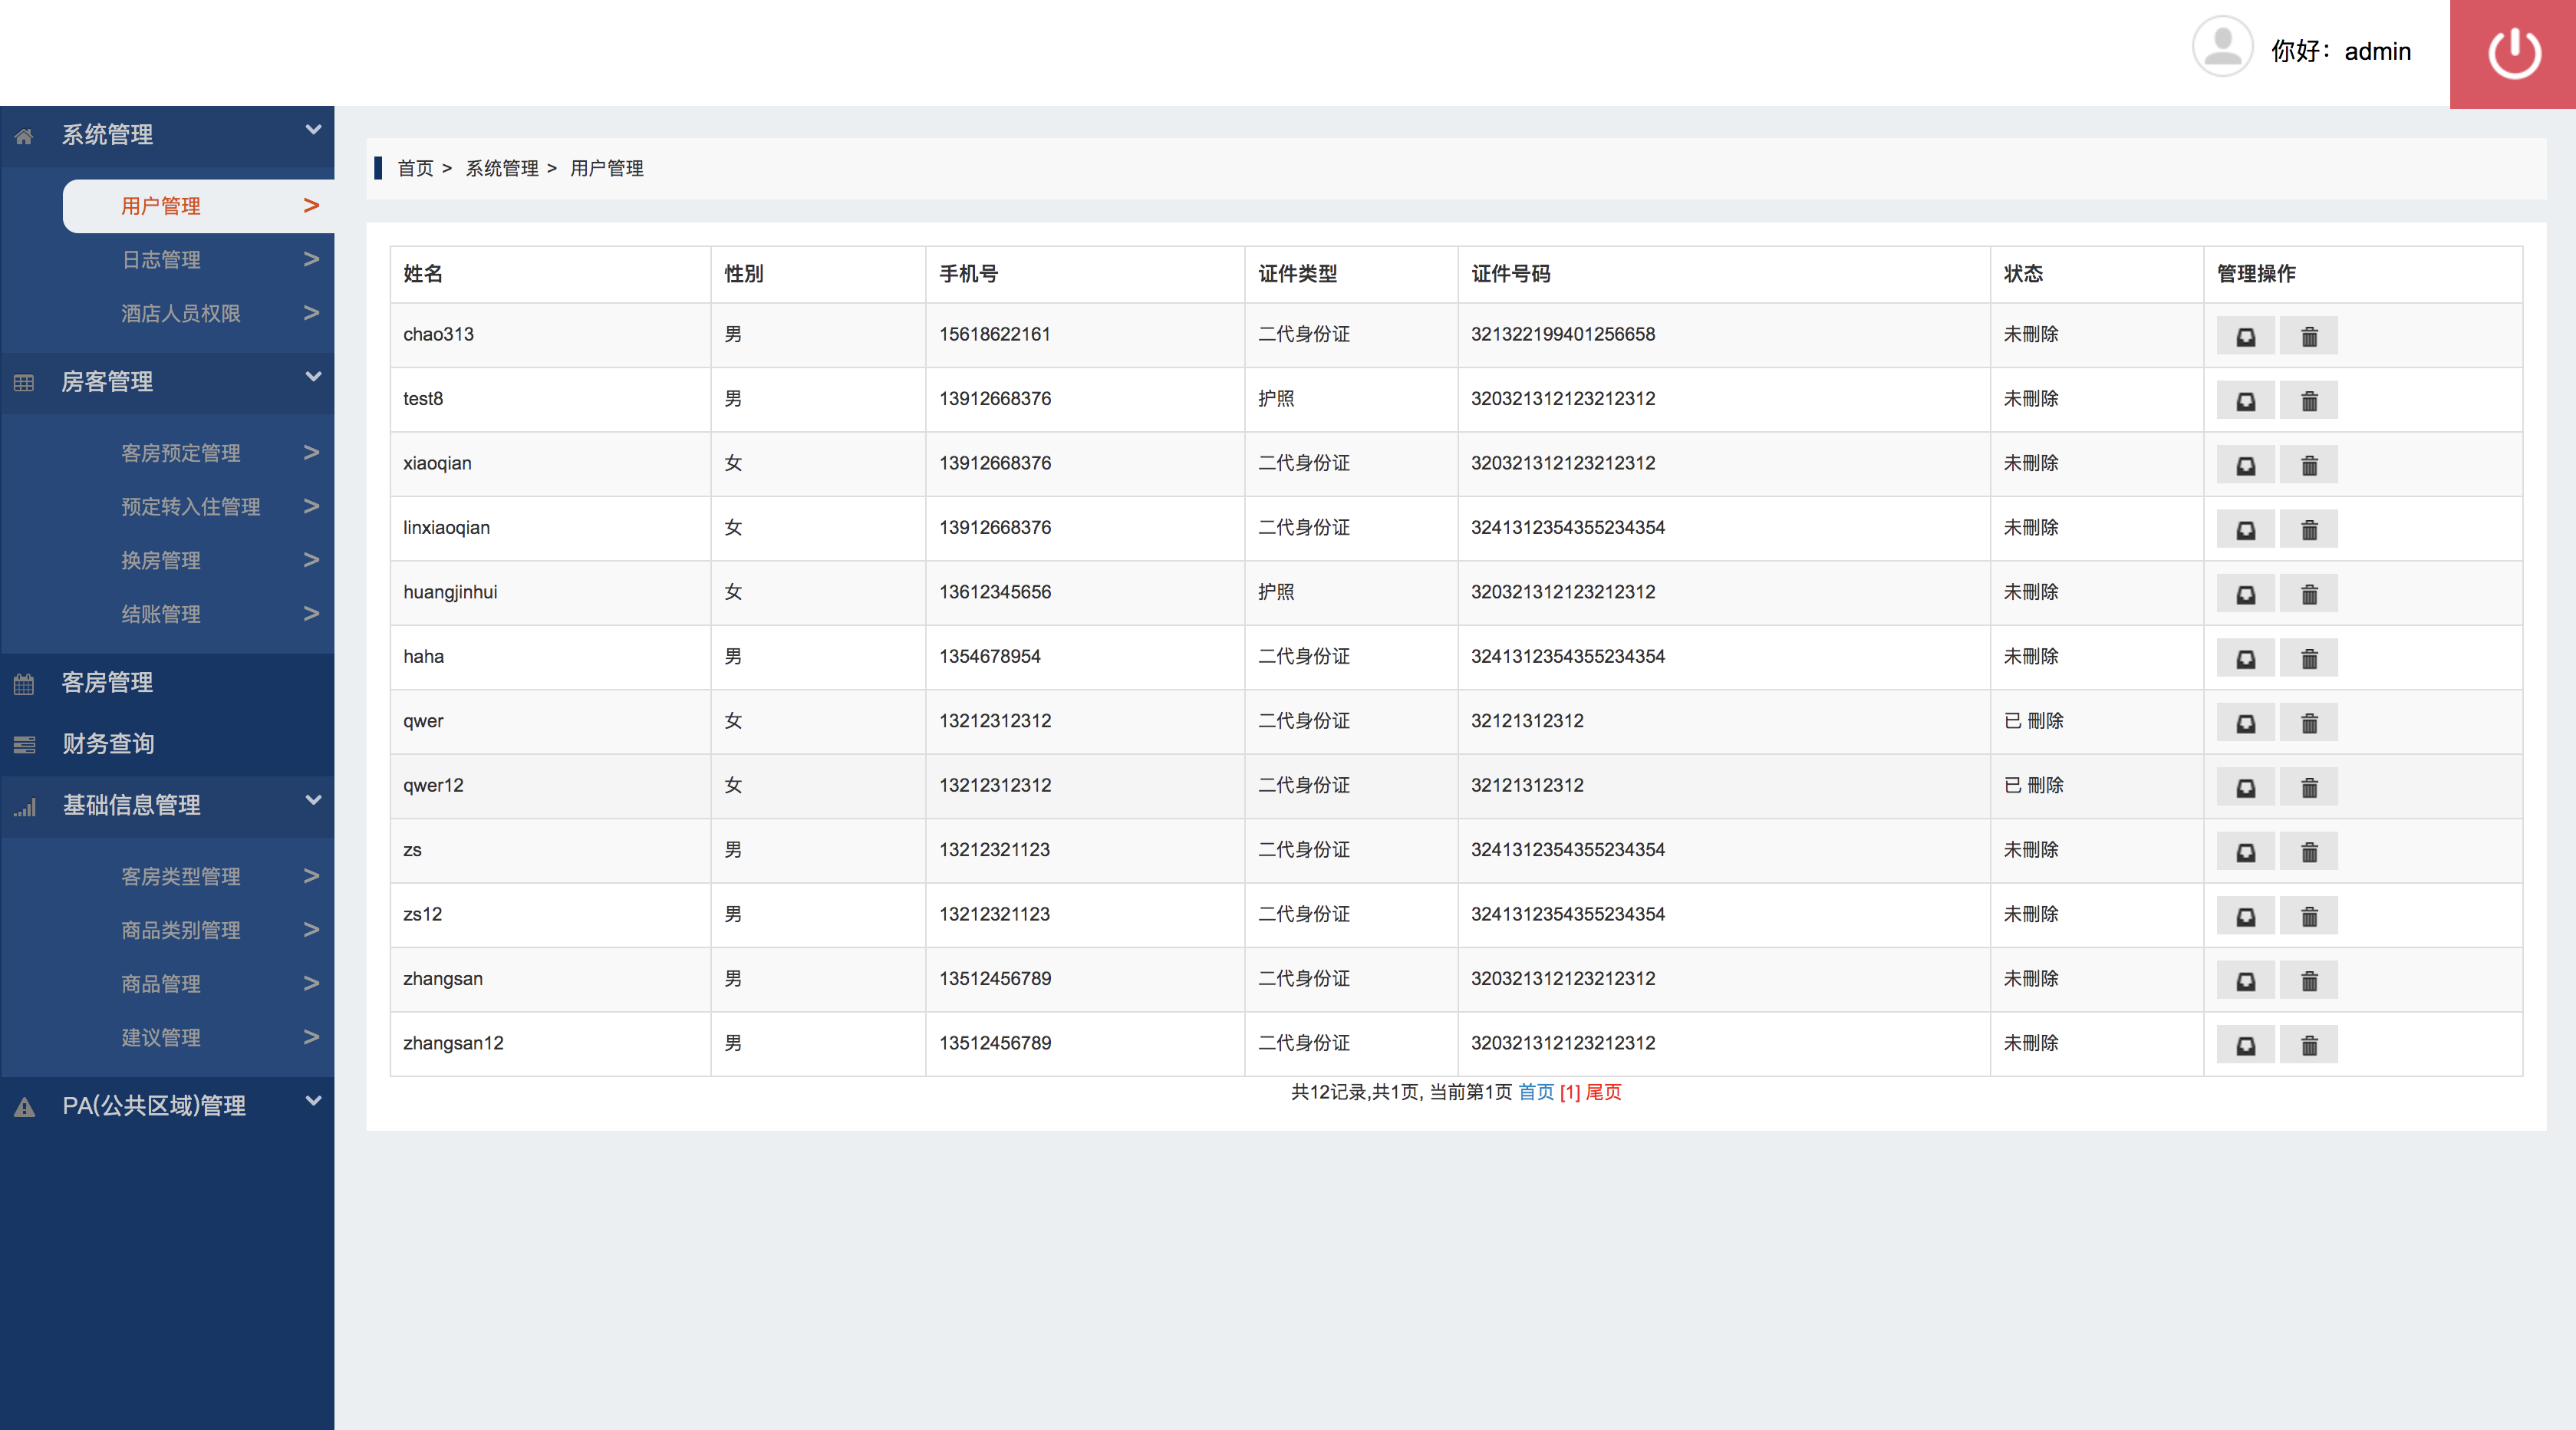 你好：admin
系统管理
用户管理 >
日志管理 >
酒店人员权限 >
房客管理
客房预定管理 >
预定转入住管理 >
换房管理 >
结账管理 >
客房管理
财务查询
基础信息管理
客房类型管理 >
商品类别管理 >
商品管理 >
建议管理 >
PA(公共区域)管理
首页 > 系统管理 > 用户管理
姓名 性别 手机号 证件类型 证件号码 状态 管理操作
chao313 男 15618622161 二代身份证 321322199401256658 未删除
test8 男 13912668376 护照 320321312123212312 未删除
xiaoqian 女 13912668376 二代身份证 320321312123212312 未删除
linxiaoqian 女 13912668376 二代身份证 3241312354355234354 未删除
huangjinhui 女 13612345656 护照 320321312123212312 未删除
haha 男 1354678954 二代身份证 3241312354355234354 未删除
qwer 女 13212312312 二代身份证 32121312312 已 删除
qwer12 女 13212312312 二代身份证 32121312312 已 删除
zs 男 13212321123 二代身份证 3241312354355234354 未删除
zs12 男 13212321123 二代身份证 3241312354355234354 未删除
zhangsan 男 13512456789 二代身份证 320321312123212312 未删除
zhangsan12 男 13512456789 二代身份证 320321312123212312 未删除
共12记录,共1页, 当前第1页 首页 [1] 尾页